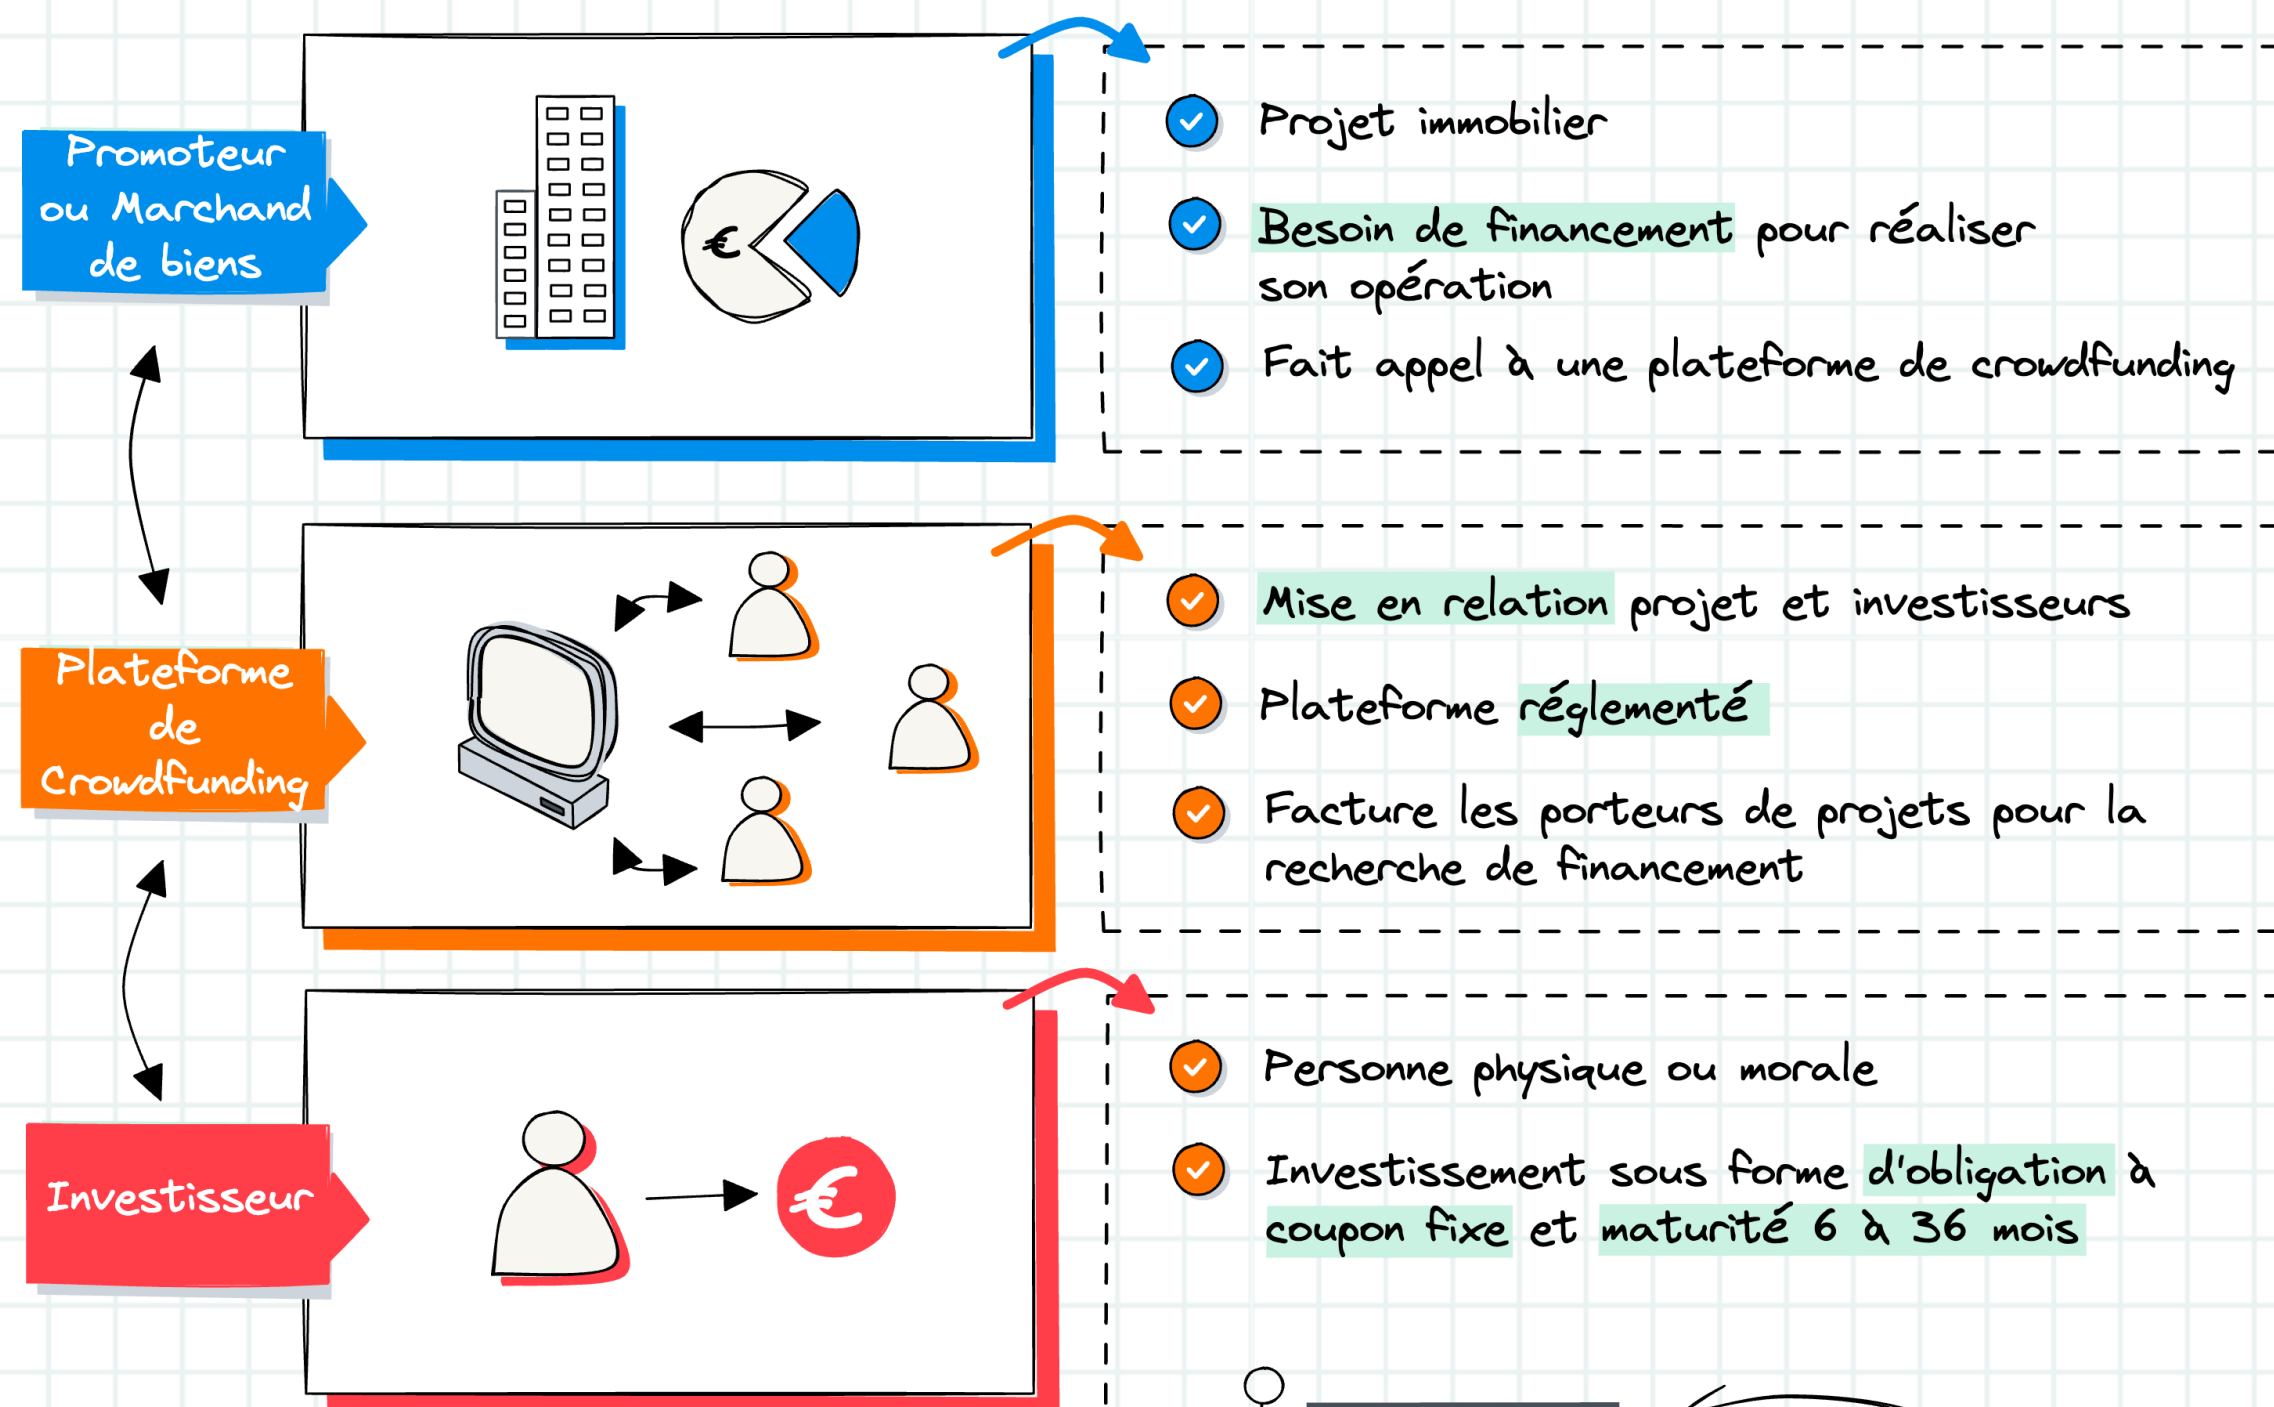 Promoteur
ou Marchand
de biens
€
Projet immobilier
Besoin de financement pour réaliser
son opération
Fait appel à une plateforme de crowdfunding
Plateforme
de
Crowdfunding
Mise en relation projet et investisseurs
Plateforme réglementé
Facture les porteurs de projets pour la
recherche de financement
Investisseur
€
Personne physique ou morale
Investissement sous forme d'obligation à
coupon fixe et maturité 6 à 36 mois